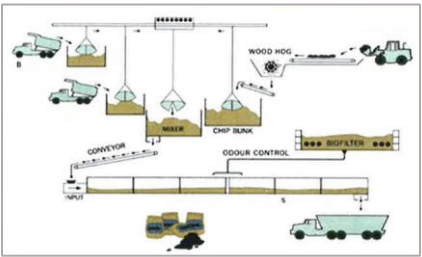 WOOD HOG
B
MIXER
CHIP BUNK
CONVEYOR
ODOUR CONTROL
BIOFILTER
INPUT
S